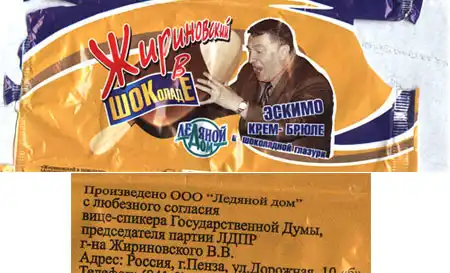 Жириновский
в
ШОКоладЕ
ЛЕДЯНОЙ
ДОМ
ЭСКИМО
КРЕМ-БРЮЛЕ
в шоколадной глазури
Произведено ООО "Ледяной дом"
с любезного согласия
вице-спикера Государственной Думы,
председателя партии ЛДПР
г-на Жириновского В.В.
Адрес: Россия, г.Пенза, ул.Дорожная, 10